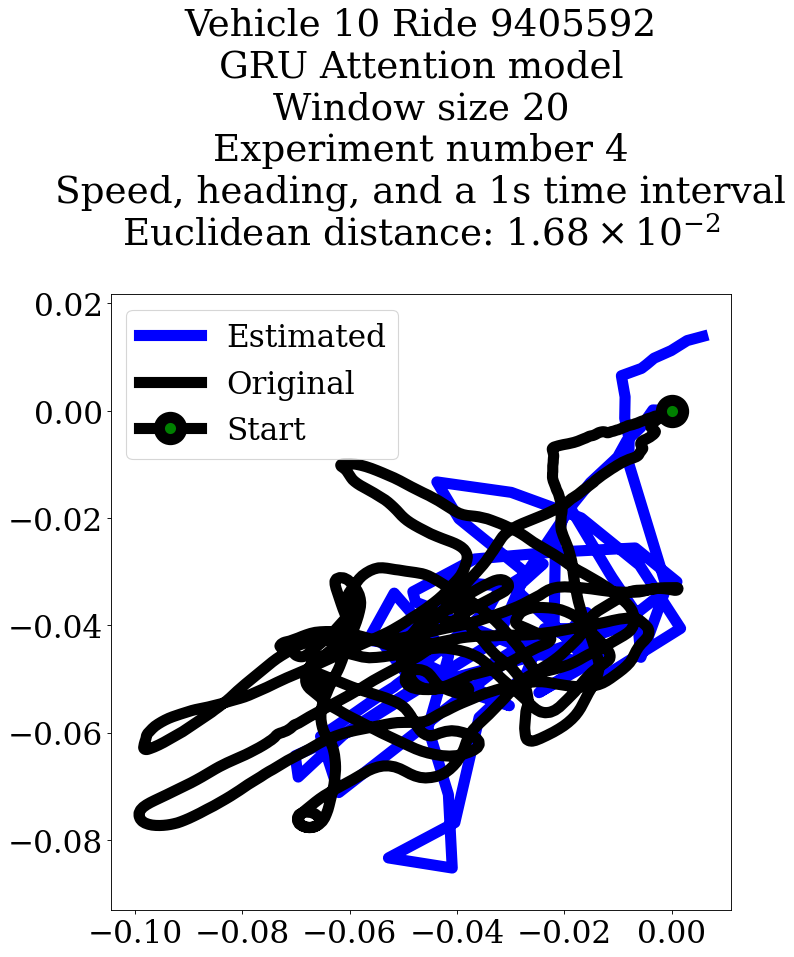 Vehicle 10 Ride 9405592
GRU Attention model
Window size 20
Experiment number 4
Speed, heading, and a 1s time interval
Euclidean distance: 1.68 × 10⁻²
Estimated
Original
Start
0.02
0.00
−0.02
−0.04
−0.06
−0.08
−0.10 −0.08 −0.06 −0.04 −0.02 0.00